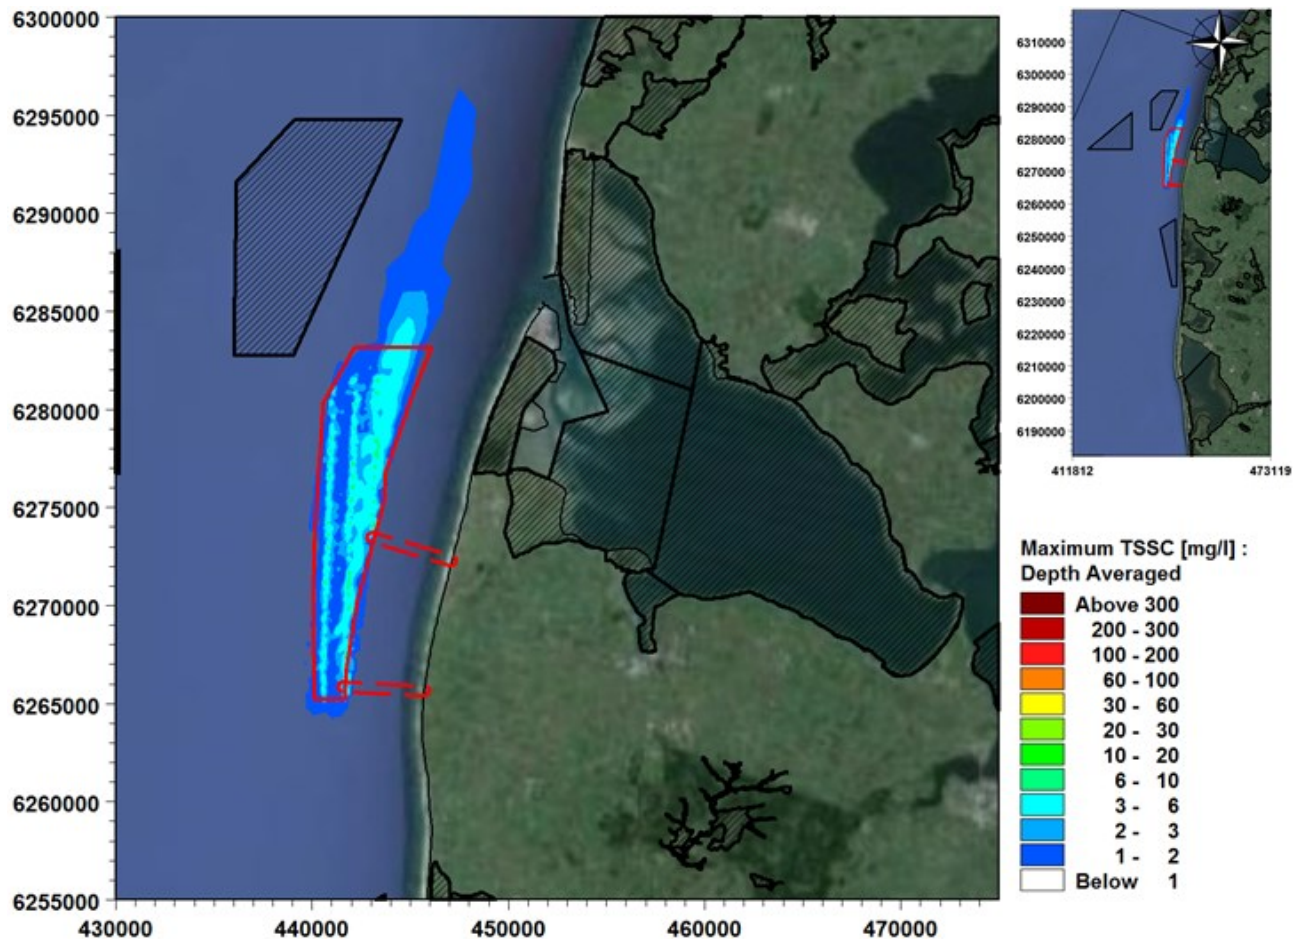 6300000
6295000
6290000
6285000
6280000
6275000
6270000
6265000
6260000
6255000
430000 440000 450000 460000 470000
6310000
6300000
6290000
6280000
6270000
6260000
6250000
6240000
6230000
6220000
6210000
6200000
6190000
411812 473119
Maximum TSSC [mg/l] :
Depth Averaged
Above 300
200 - 300
100 - 200
60 - 100
30 - 60
20 - 30
10 - 20
6 - 10
3 - 6
2 - 3
1 - 2
Below 1